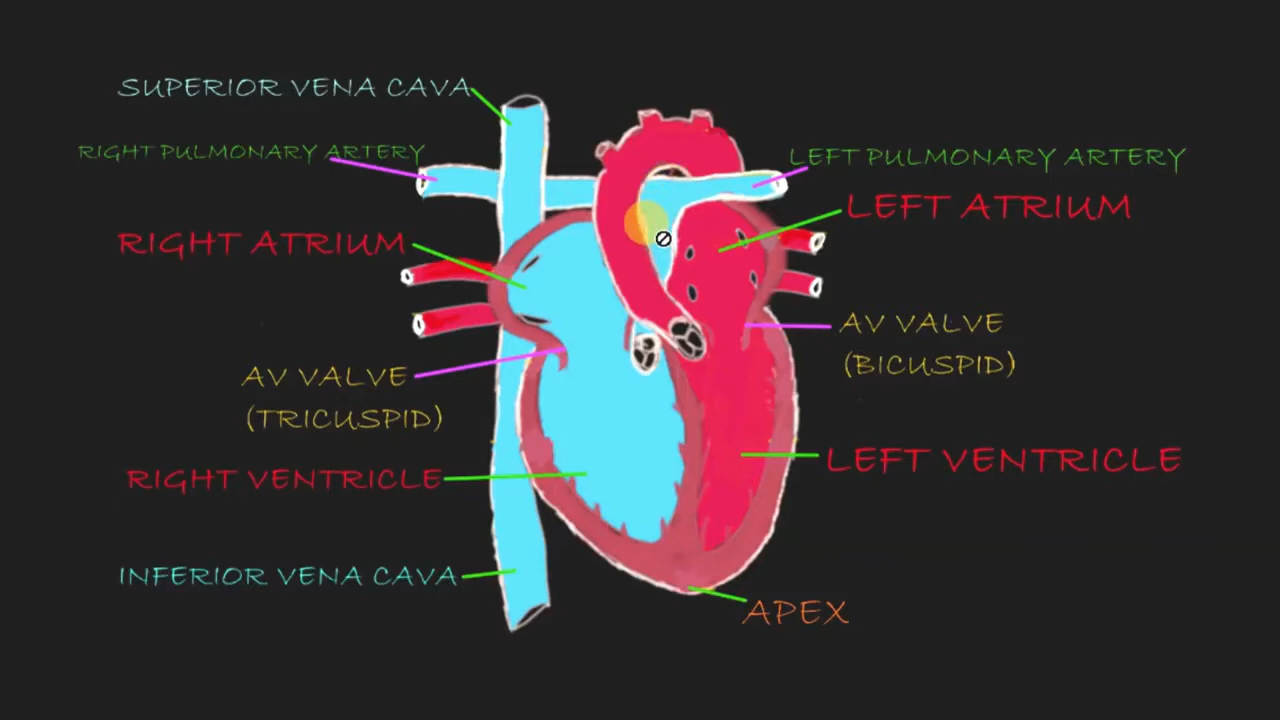 SUPERIOR VENA CAVA
RIGHT PULMONARY ARTERY
LEFT PULMONARY ARTERY
LEFT ATRIUM
RIGHT ATRIUM
AV VALVE
(BICUSPID)
AV VALVE
(TRICUSPID)
LEFT VENTRICLE
RIGHT VENTRICLE
INFERIOR VENA CAVA
APEX